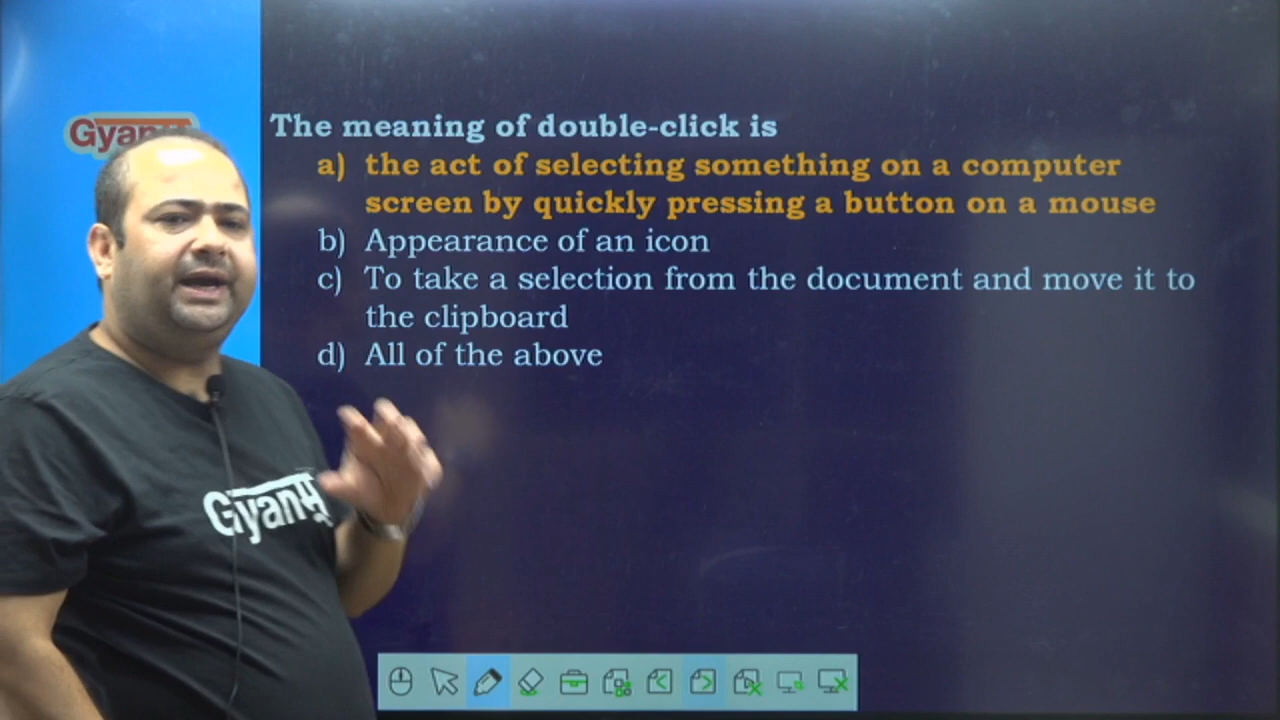 The meaning of double-click is
a) the act of selecting something on a computer
screen by quickly pressing a button on a mouse
b) Appearance of an icon
c) To take a selection from the document and move it to
the clipboard
d) All of the above
Gyanम